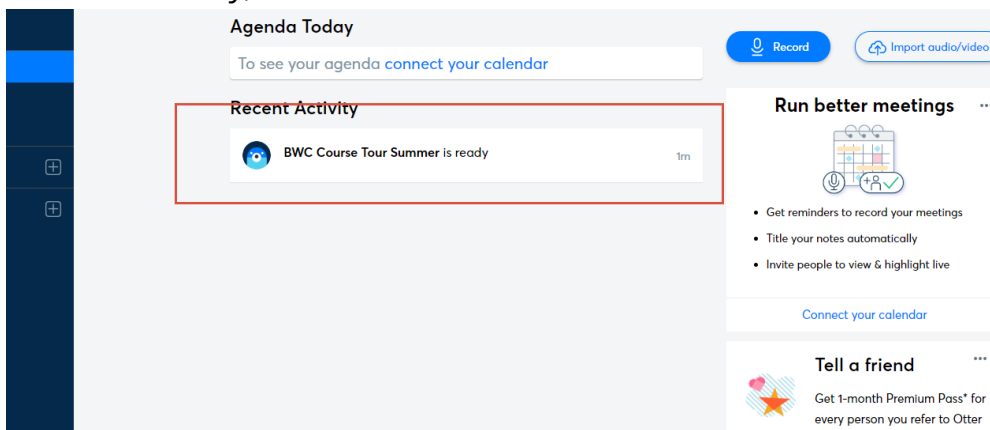 Agenda Today
To see your agenda connect your calendar
Recent Activity
BWC Course Tour Summer is ready
1m
Record
Import audio/video
Run better meetings
...
• Get reminders to record your meetings
• Title your notes automatically
• Invite people to view & highlight live
Connect your calendar
Tell a friend
...
Get 1-month Premium Pass* for
every person you refer to Otter